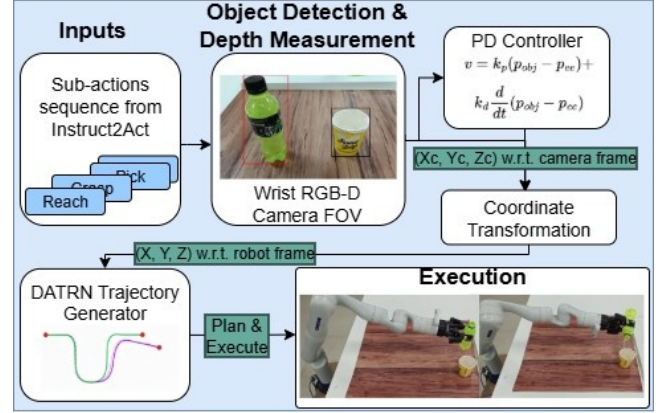 Inputs
Sub-actions
sequence from
Instruct2Act
Pick
Grasp
Reach
Object Detection &
Depth Measurement
Wrist RGB-D
Camera FOV
PD Controller
v = k_p(p_obj − p_ee)+
k_d d/dt (p_obj − p_ee)
(Xc, Yc, Zc) w.r.t. camera frame
Coordinate
Transformation
(X, Y, Z) w.r.t. robot frame
DATRN Trajectory
Generator
Plan &
Execute
Execution